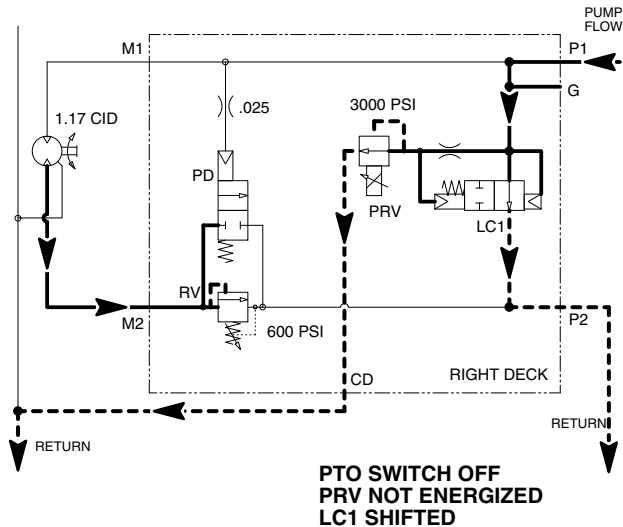 PUMP
FLOW
M1
P1
G
1.17 CID
.025
3000 PSI
PD
PRV
LC1
RV
M2
600 PSI
P2
CD
RIGHT DECK
RETURN
RETURN
PTO SWITCH OFF
PRV NOT ENERGIZED
LC1 SHIFTED